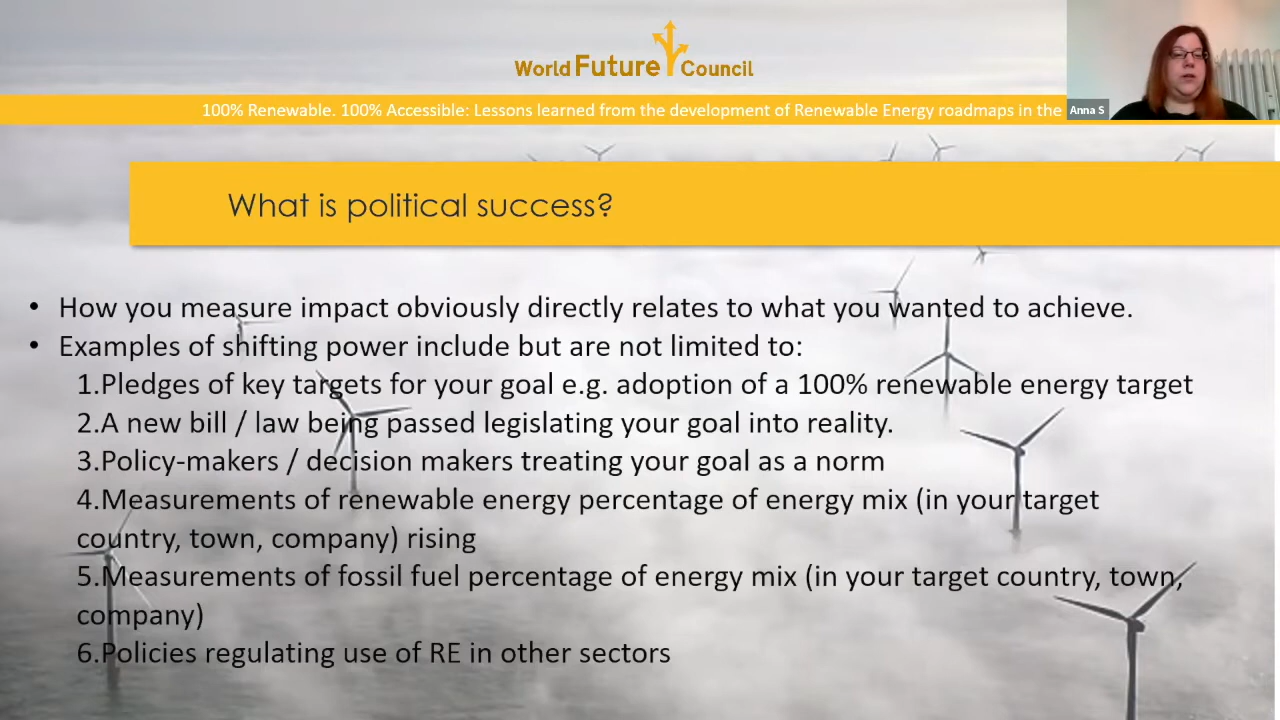 World Future Council
100% Renewable. 100% Accessible: Lessons learned from the development of Renewable Energy roadmaps in the
Anna S
What is political success?
• How you measure impact obviously directly relates to what you wanted to achieve.
• Examples of shifting power include but are not limited to:
1.Pledges of key targets for your goal e.g. adoption of a 100% renewable energy target
2.A new bill / law being passed legislating your goal into reality.
3.Policy-makers / decision makers treating your goal as a norm
4.Measurements of renewable energy percentage of energy mix (in your target
country, town, company) rising
5.Measurements of fossil fuel percentage of energy mix (in your target country, town,
company)
6.Policies regulating use of RE in other sectors